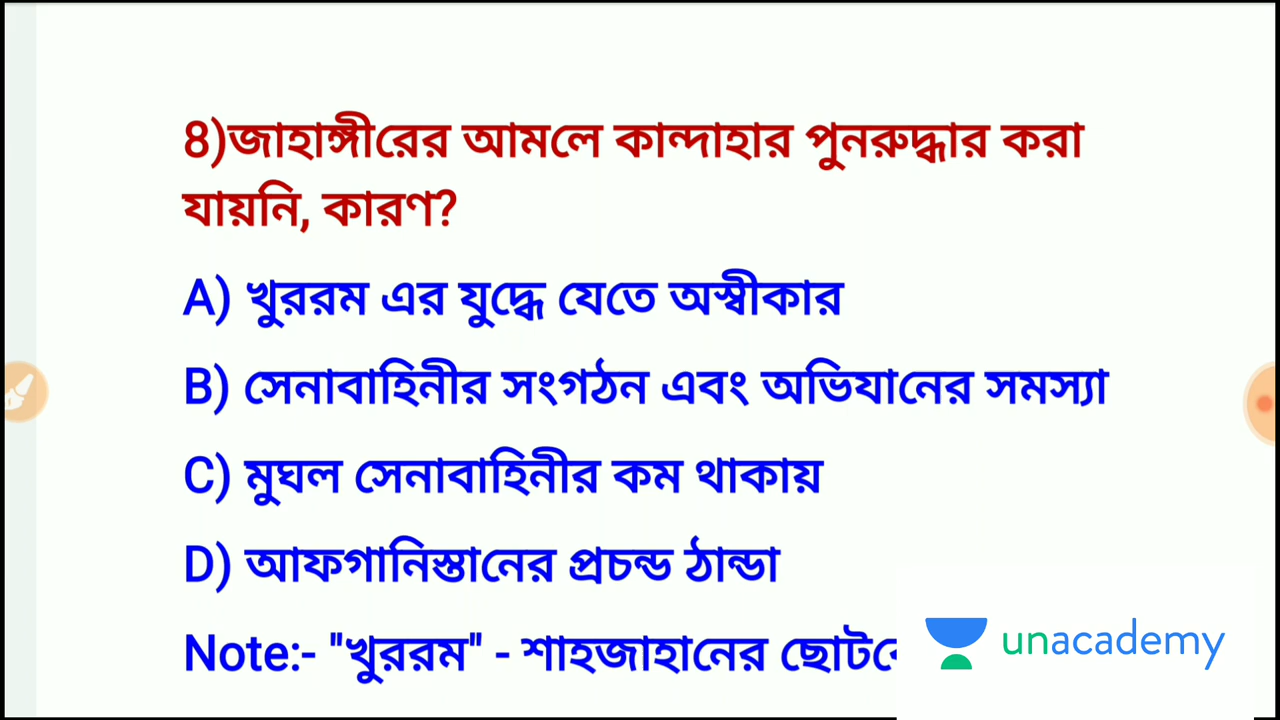 8)জাহাঙ্গীরের আমলে কান্দাহার পুনরুদ্ধার করা
যায়নি, কারণ?
A) খুররম এর যুদ্ধে যেতে অস্বীকার
B) সেনাবাহিনীর সংগঠন এবং অভিযানের সমস্যা
C) মুঘল সেনাবাহিনীর কম থাকায়
D) আফগানিস্তানের প্রচন্ড ঠান্ডা
Note:- "খুররম" - শাহজাহানের
unacademy